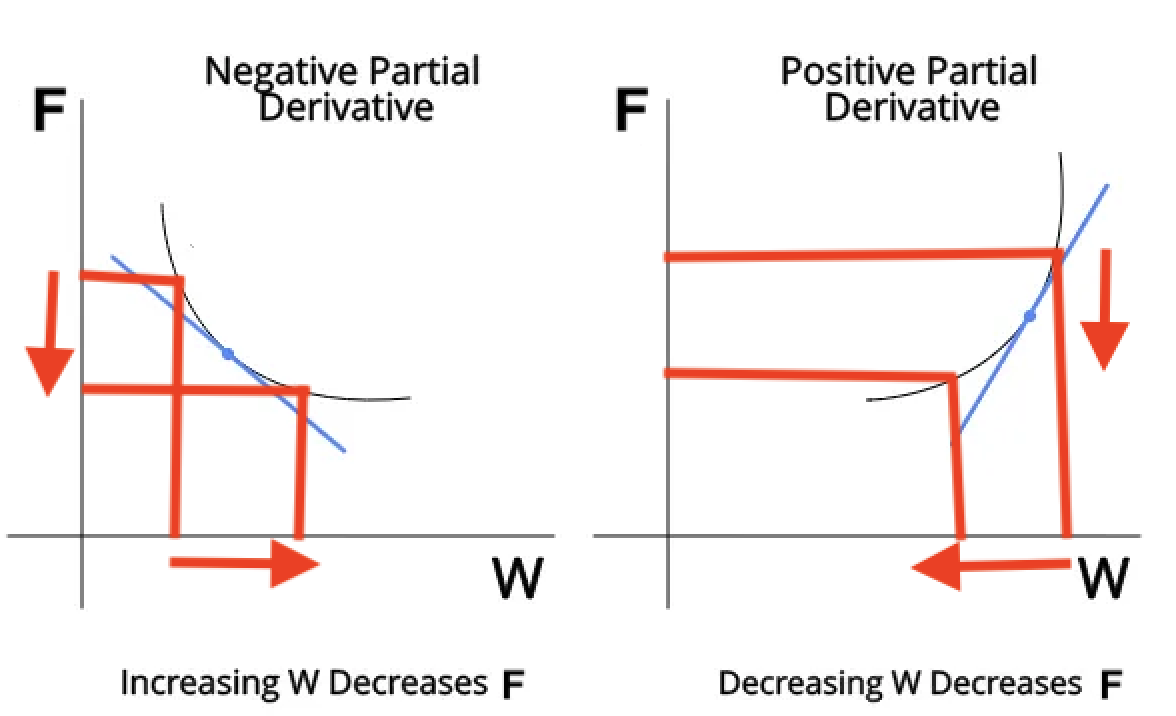 Negative Partial
Derivative
F
W
Increasing W Decreases F
Positive Partial
Derivative
F
W
Decreasing W Decreases F